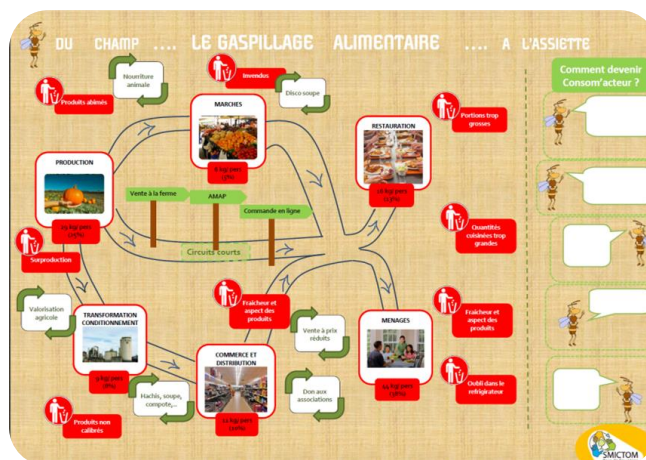 DU CHAMP .... LE GASPILLAGE ALIMENTAIRE .... A L'ASSIETTE
Nourriture
animale
Produits abimés
Invendus
Disco soupe
MARCHES
RESTAURATION
Portions trop
grosses
Comment devenir
Consom'acteur ?
PRODUCTION
Vente à la ferme
AMAP
Commande en ligne
Circuits courts
Surproduction
Quantités
cuisinées trop
grandes
Valorisation
agricole
TRANSFORMATION
CONDITIONNEMENT
Fraicheur et
aspect des
produits
Vente à prix
réduits
MENAGES
Fraicheur et
aspect des
produits
COMMERCE ET
DISTRIBUTION
Hachis, soupe,
compote,...
Don aux
associations
Oubli dans le
refrigirateur
Produits non
calibrés
SMICTOM